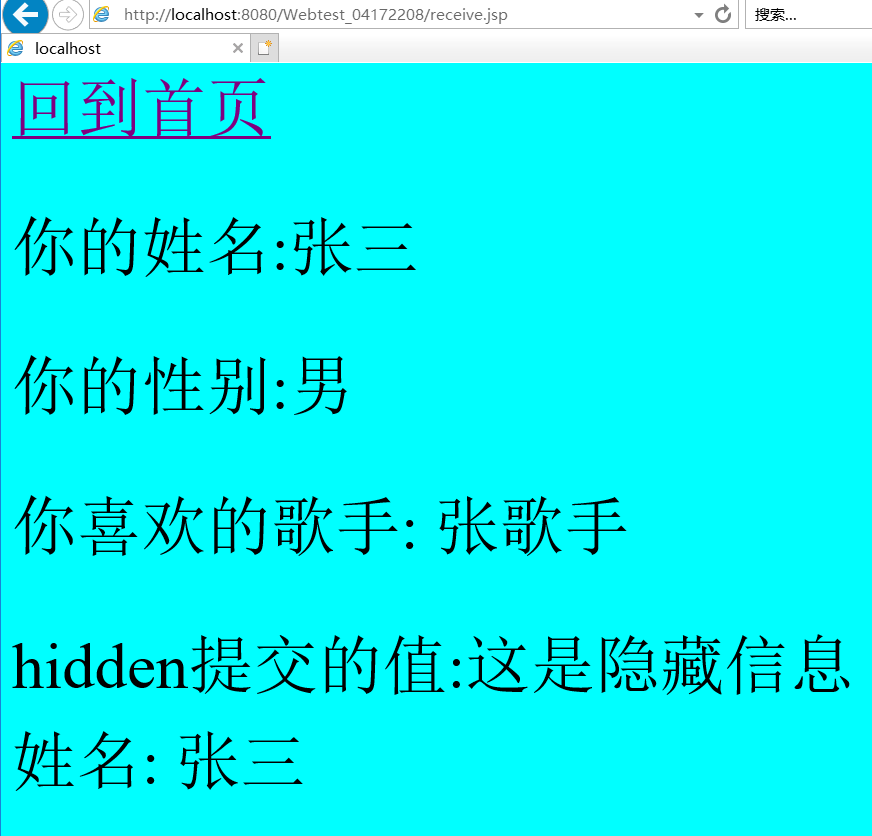 http://localhost:8080/Webtest_04172208/receive.jsp
搜索...
localhost
回到首页
你的姓名:张三
你的性别:男
你喜欢的歌手: 张歌手
hidden提交的值:这是隐藏信息
姓名: 张三